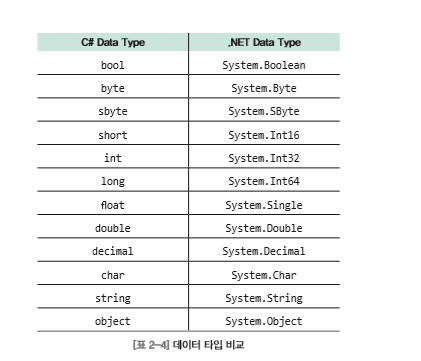 C# Data Type .NET Data Type
bool System.Boolean
byte System.Byte
sbyte System.SByte
short System.Int16
int System.Int32
long System.Int64
float System.Single
double System.Double
decimal System.Decimal
char System.Char
string System.String
object System.Object
[표 2-4] 데이터 타입 비교